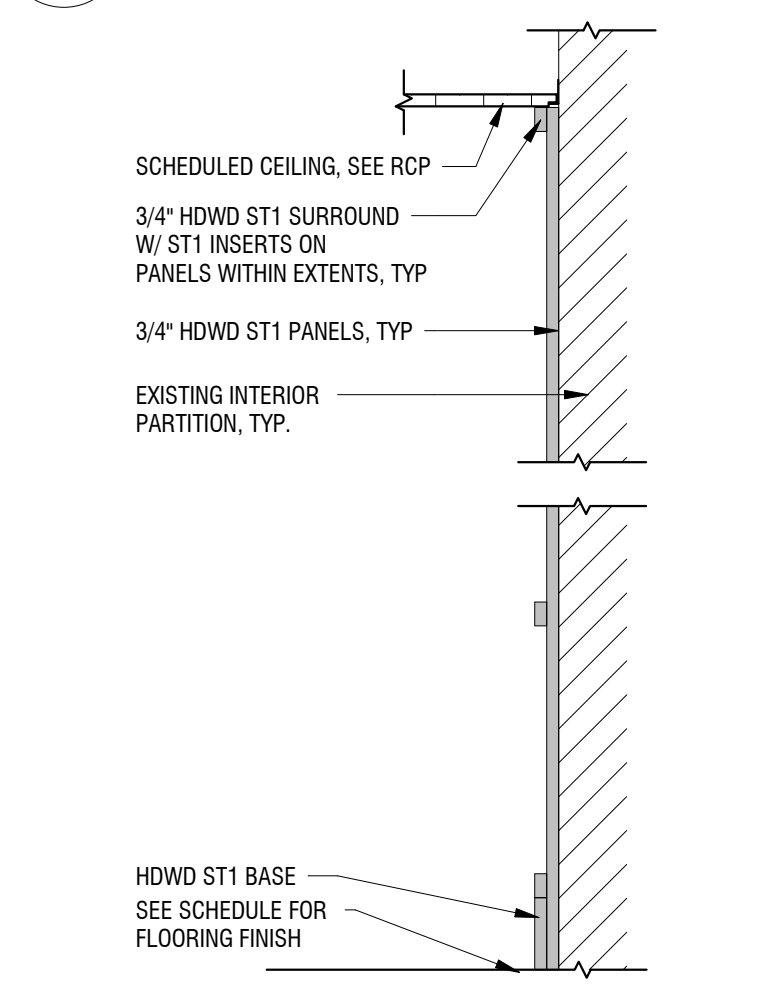 SCHEDULED CEILING, SEE RCP
3/4" HDWD ST1 SURROUND
W/ ST1 INSERTS ON
PANELS WITHIN EXTENTS, TYP
3/4" HDWD ST1 PANELS, TYP
EXISTING INTERIOR
PARTITION, TYP.
HDWD ST1 BASE
SEE SCHEDULE FOR
FLOORING FINISH